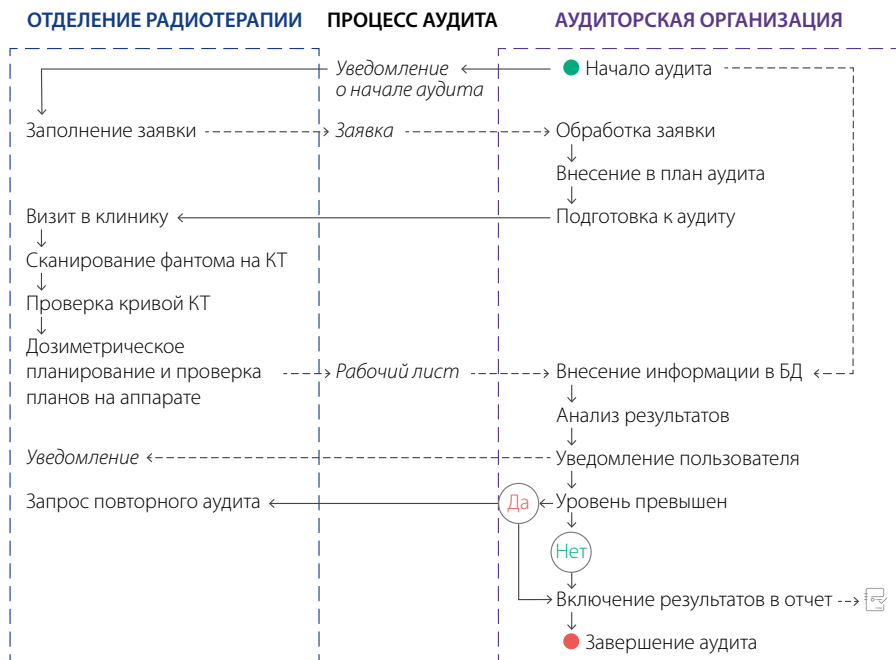 ОТДЕЛЕНИЕ РАДИОТЕРАПИИ ПРОЦЕСС АУДИТА АУДИТОРСКАЯ ОРГАНИЗАЦИЯ
Уведомление
о начале аудита
Начало аудита
Заполнение заявки Заявка Обработка заявки
Внесение в план аудита
Визит в клинику Подготовка к аудиту
Сканирование фантома на КТ
Проверка кривой КТ
Дозиметрическое
планирование и проверка
планов на аппарате
Рабочий лист Внесение информации в БД
Анализ результатов
Уведомление Уведомление пользователя
Запрос повторного аудита Да Уровень превышен
Нет
Включение результатов в отчет
Завершение аудита